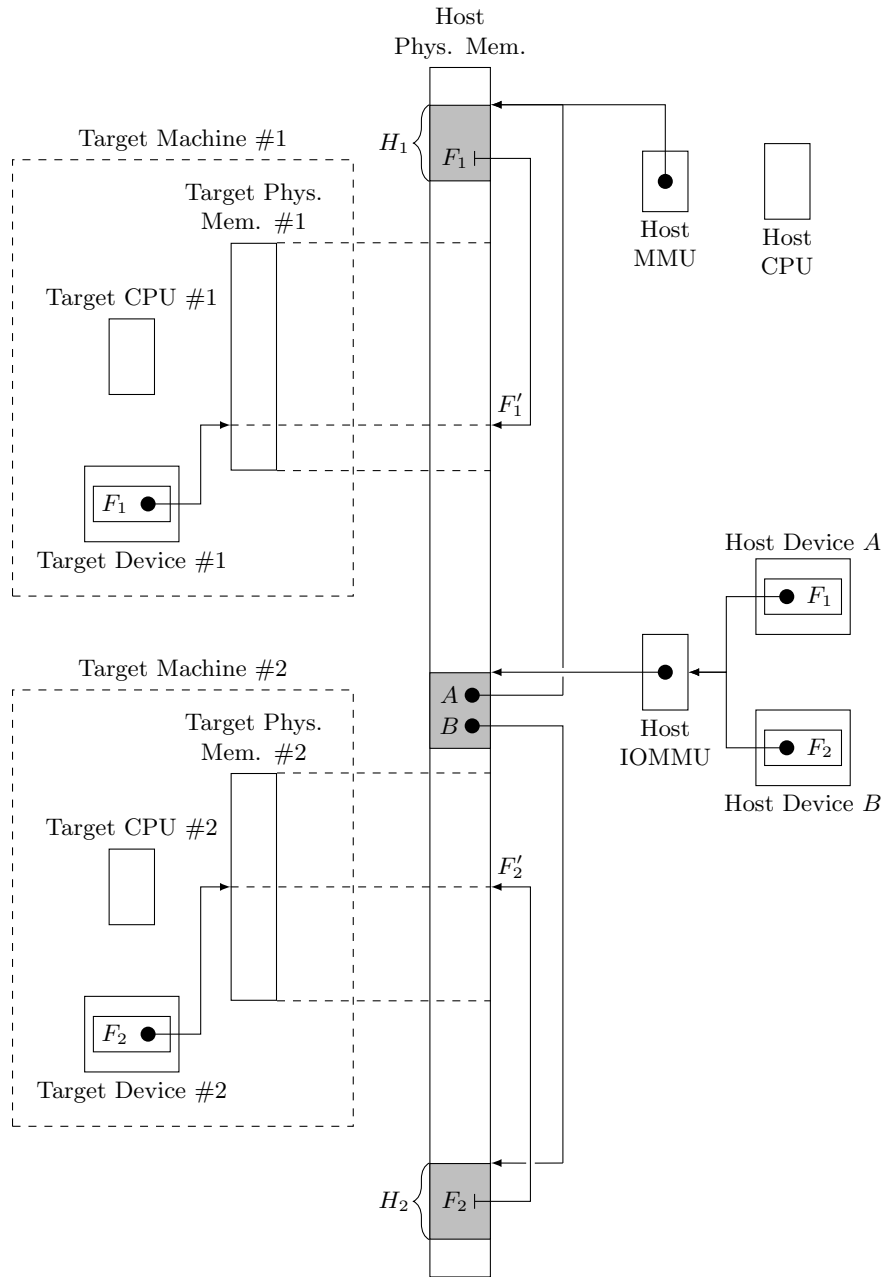 Host
Phys. Mem.
H₁
F₁
Target Machine #1
Target Phys.
Mem. #1
Target CPU #1
F₁
Target Device #1
F₁′
Host
MMU
Host
CPU
Host Device A
F₁
Host
IOMMU
F₂
Host Device B
A
B
Target Machine #2
Target Phys.
Mem. #2
Target CPU #2
F₂
Target Device #2
F₂′
H₂
F₂